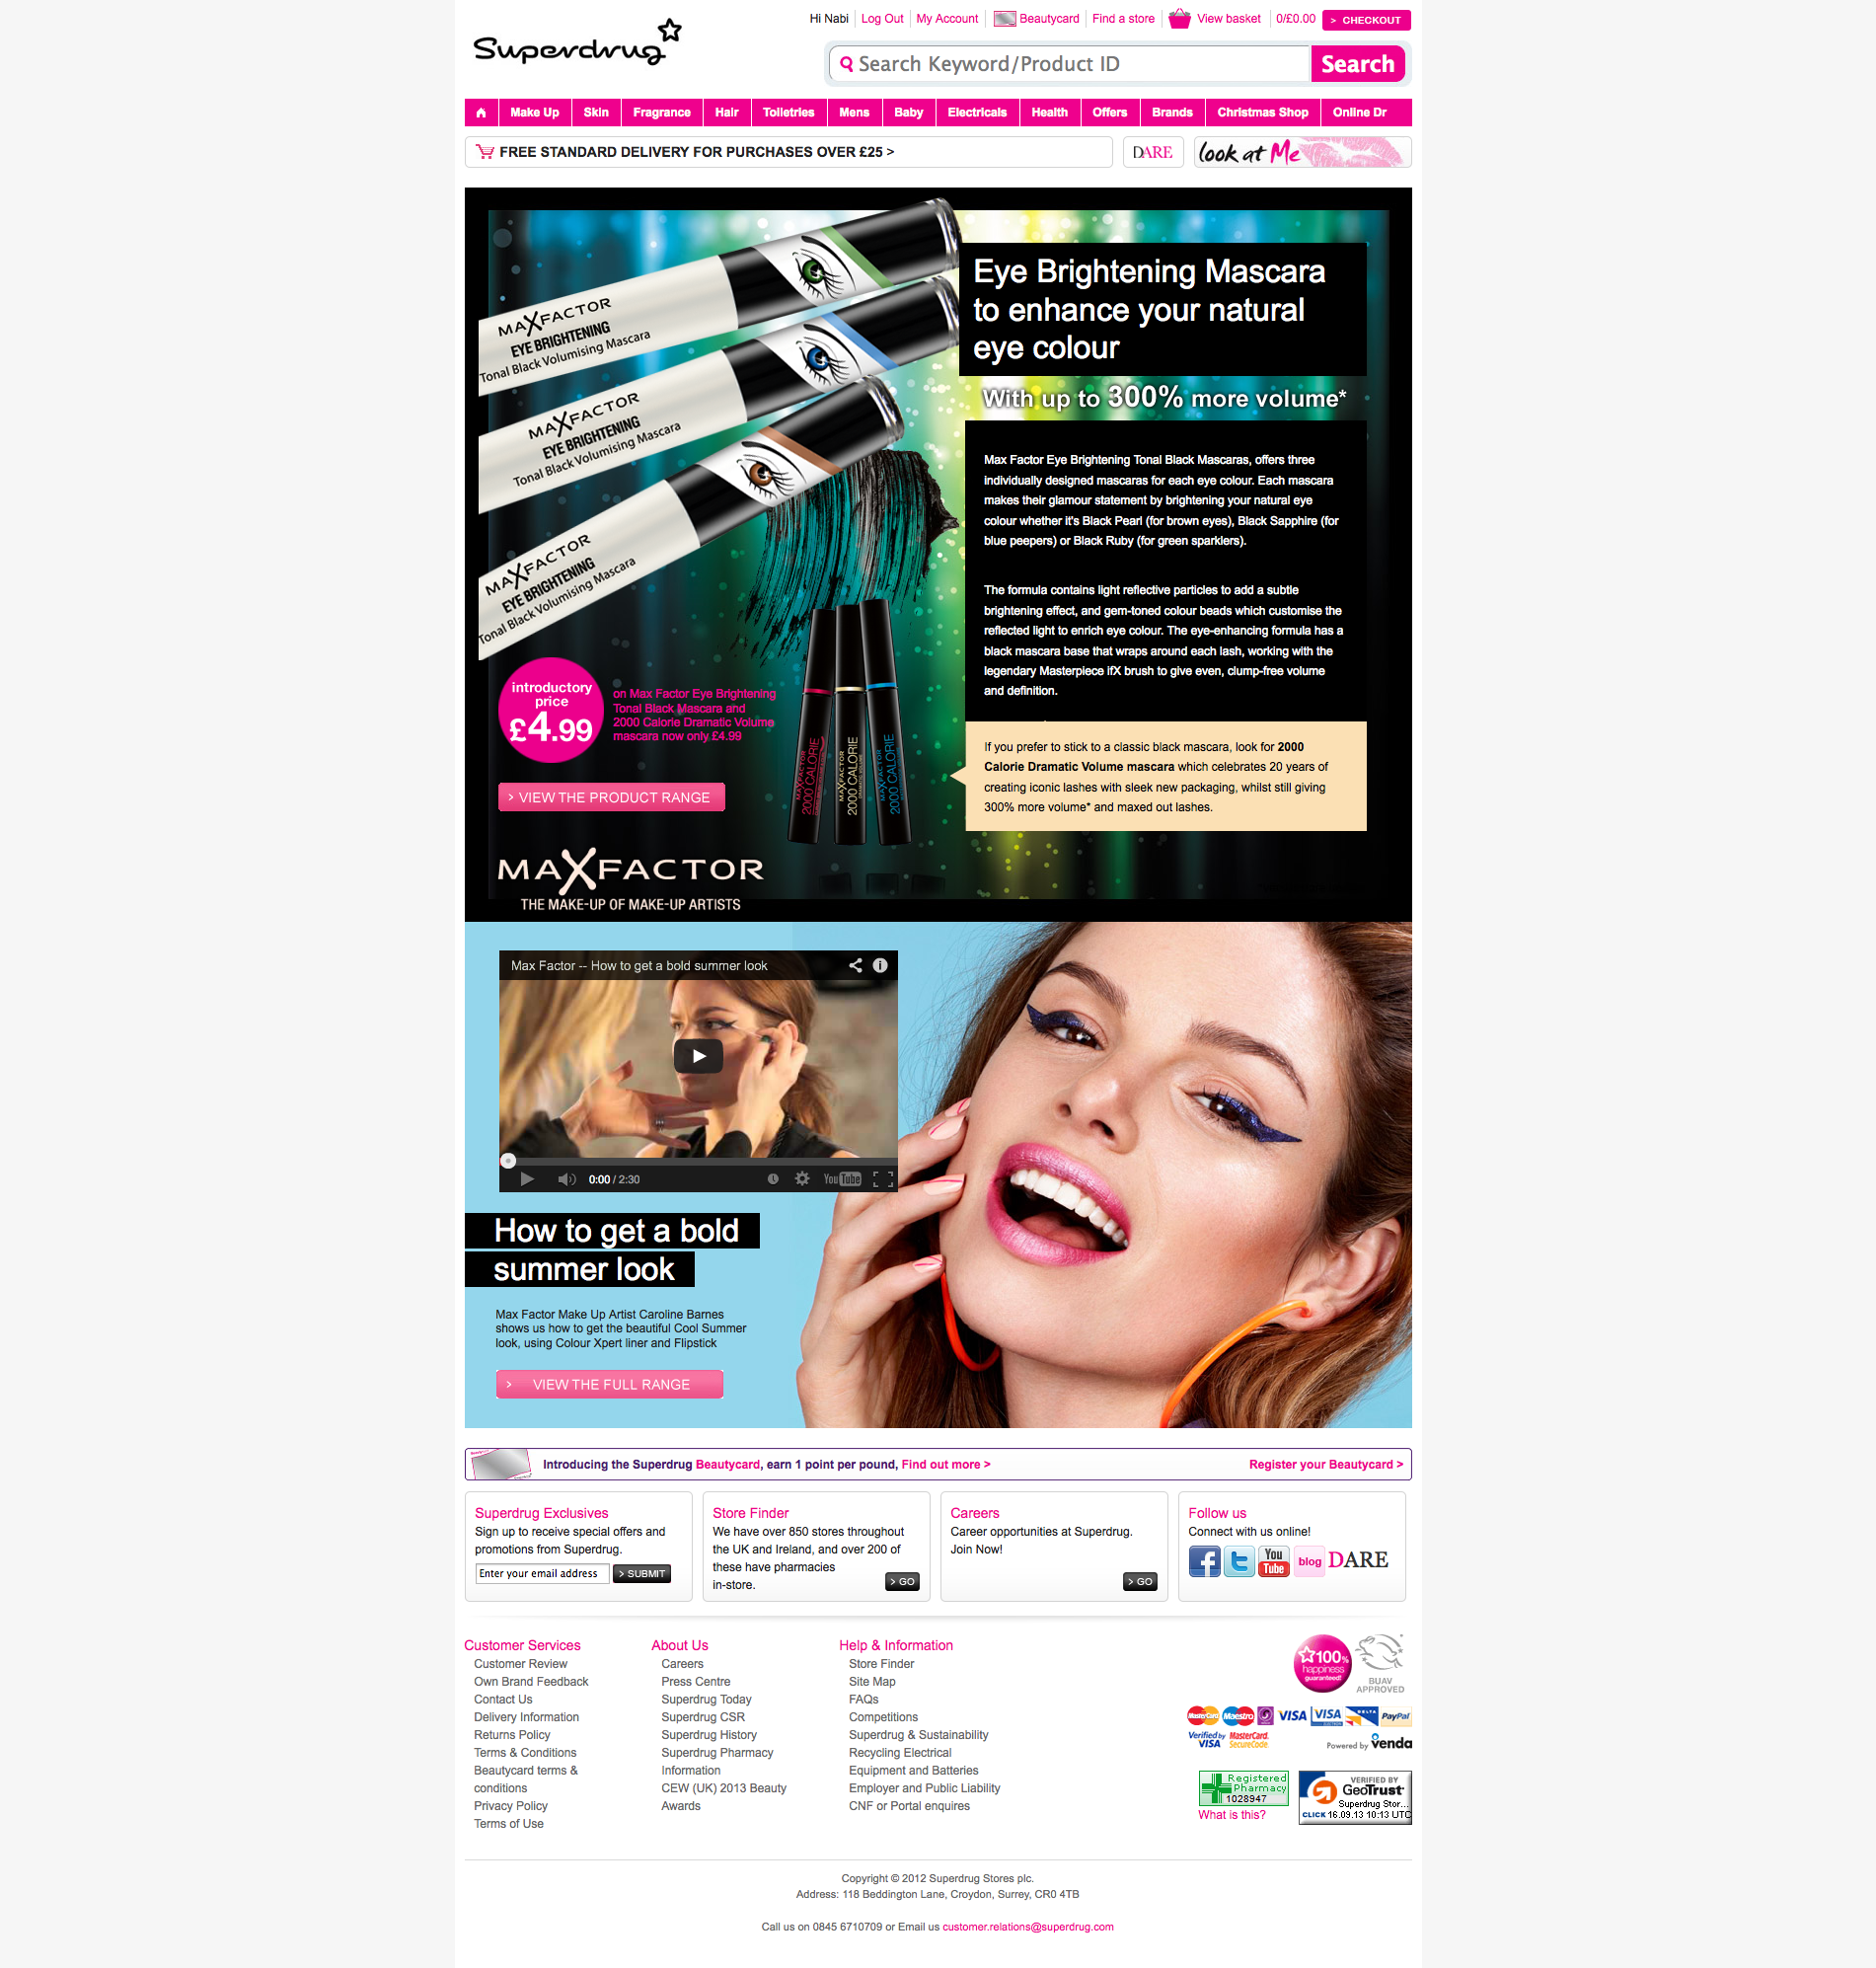 Superdrug
Hi Nabi
Log Out
My Account
Beautycard
Find a store
View basket
0/£0.00
> CHECKOUT
Search Keyword/Product ID
Search
Make Up
Skin
Fragrance
Hair
Toiletries
Mens
Baby
Electricals
Health
Offers
Brands
Christmas Shop
Online Dr
FREE STANDARD DELIVERY FOR PURCHASES OVER £25 >
DARE
look at Me
MAXFACTOR
EYE BRIGHTENING
Tonal Black Volumising Mascara
MAXFACTOR
EYE BRIGHTENING
Tonal Black Volumising Mascara
MAXFACTOR
EYE BRIGHTENING
Tonal Black Volumising Mascara
Eye Brightening Mascara
to enhance your natural
eye colour
With up to 300% more volume*
Max Factor Eye Brightening Tonal Black Mascaras, offers three
individually designed mascaras for each eye colour. Each mascara
makes their glamour statement by brightening your natural eye
colour whether it's Black Pearl (for brown eyes), Black Sapphire (for
blue peepers) or Black Ruby (for green sparklers).
The formula contains light reflective particles to add a subtle
brightening effect, and gem-toned colour beads which customise the
reflected light to enrich eye colour. The eye-enhancing formula has a
black mascara base that wraps around each lash, working with the
legendary Masterpiece ifX brush to give even, clump-free volume
and definition.
If you prefer to stick to a classic black mascara, look for 2000
Calorie Dramatic Volume mascara which celebrates 20 years of
creating iconic lashes with sleek new packaging, whilst still giving
300% more volume* and maxed out lashes.
introductory
price
£4.99
on Max Factor Eye Brightening
Tonal Black Mascara and
2000 Calorie Dramatic Volume
mascara now only £4.99
> VIEW THE PRODUCT RANGE
MAXFACTOR
2000 CALORIE
MAXFACTOR
2000 CALORIE
MAXFACTOR
2000 CALORIE
MAXFACTOR
THE MAKE-UP OF MAKE-UP ARTISTS
Max Factor -- How to get a bold summer look
0:00 / 2:30
YouTube
How to get a bold
summer look
Max Factor Make Up Artist Caroline Barnes
shows us how to get the beautiful Cool Summer
look, using Colour Xpert liner and Flipstick
> VIEW THE FULL RANGE
Introducing the Superdrug Beautycard, earn 1 point per pound, Find out more >
Register your Beautycard >
Superdrug Exclusives
Sign up to receive special offers and
promotions from Superdrug.
Enter your email address
> SUBMIT
Store Finder
We have over 850 stores throughout
the UK and Ireland, and over 200 of
these have pharmacies
in-store.
> GO
Careers
Career opportunities at Superdrug.
Join Now!
> GO
Follow us
Connect with us online!
You Tube
blog
DARE
Customer Services
Customer Review
Own Brand Feedback
Contact Us
Delivery Information
Returns Policy
Terms & Conditions
Beautycard terms &
conditions
Privacy Policy
Terms of Use
About Us
Careers
Press Centre
Superdrug Today
Superdrug CSR
Superdrug History
Superdrug Pharmacy
Information
CEW (UK) 2013 Beauty
Awards
Help & Information
Store Finder
Site Map
FAQs
Competitions
Superdrug & Sustainability
Recycling Electrical
Equipment and Batteries
Employer and Public Liability
CNF or Portal enquires
100%
happiness
guaranteed!
BUAV
APPROVED
MasterCard
Maestro
VISA
VISA
DELTA
PayPal
Verified by
VISA
MasterCard.
SecureCode
Powered by Venda
Registered
Pharmacy
1028947
What is this?
VERIFIED BY
GeoTrust
Superdrug Stor...
CLICK 16.09.13 10:13 UTC
Copyright © 2012 Superdrug Stores plc.
Address: 118 Beddington Lane, Croydon, Surrey, CR0 4TB
Call us on 0845 6710709 or Email us customer.relations@superdrug.com